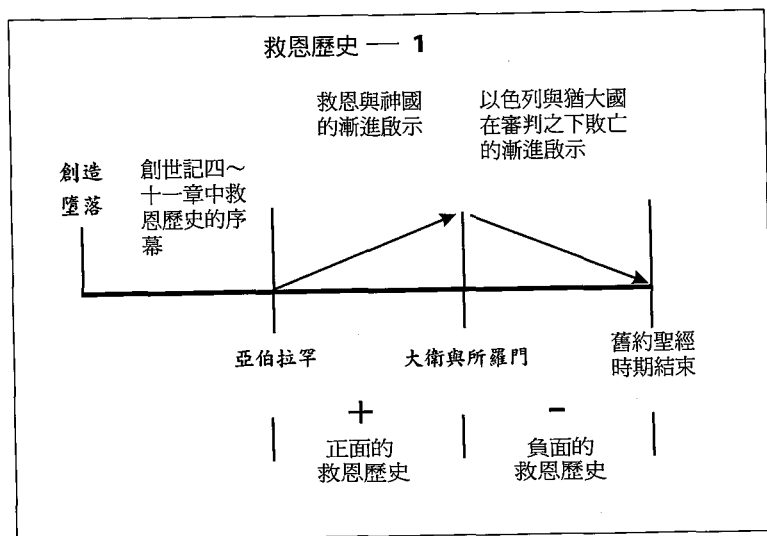 救恩歷史 — 1
救恩與神國
的漸進啟示
以色列與猶大國
在審判之下敗亡
的漸進啟示
創造
墮落
創世記四～
十一章中救
恩歷史的序
幕
亞伯拉罕
大衛與所羅門
舊約聖經
時期結束
+
正面的
救恩歷史
-
負面的
救恩歷史